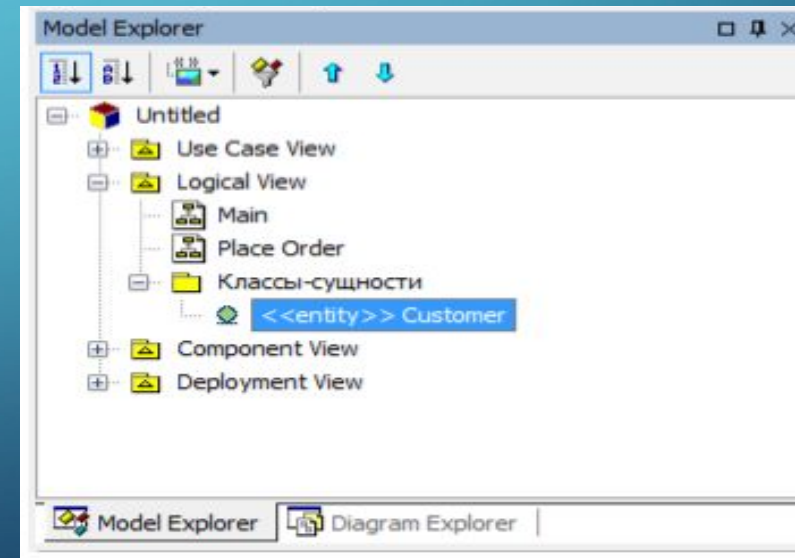 Model Explorer
Untitled
Use Case View
Logical View
Main
Place Order
Классы-сущности
<<entity>> Customer
Component View
Deployment View
Model Explorer
Diagram Explorer